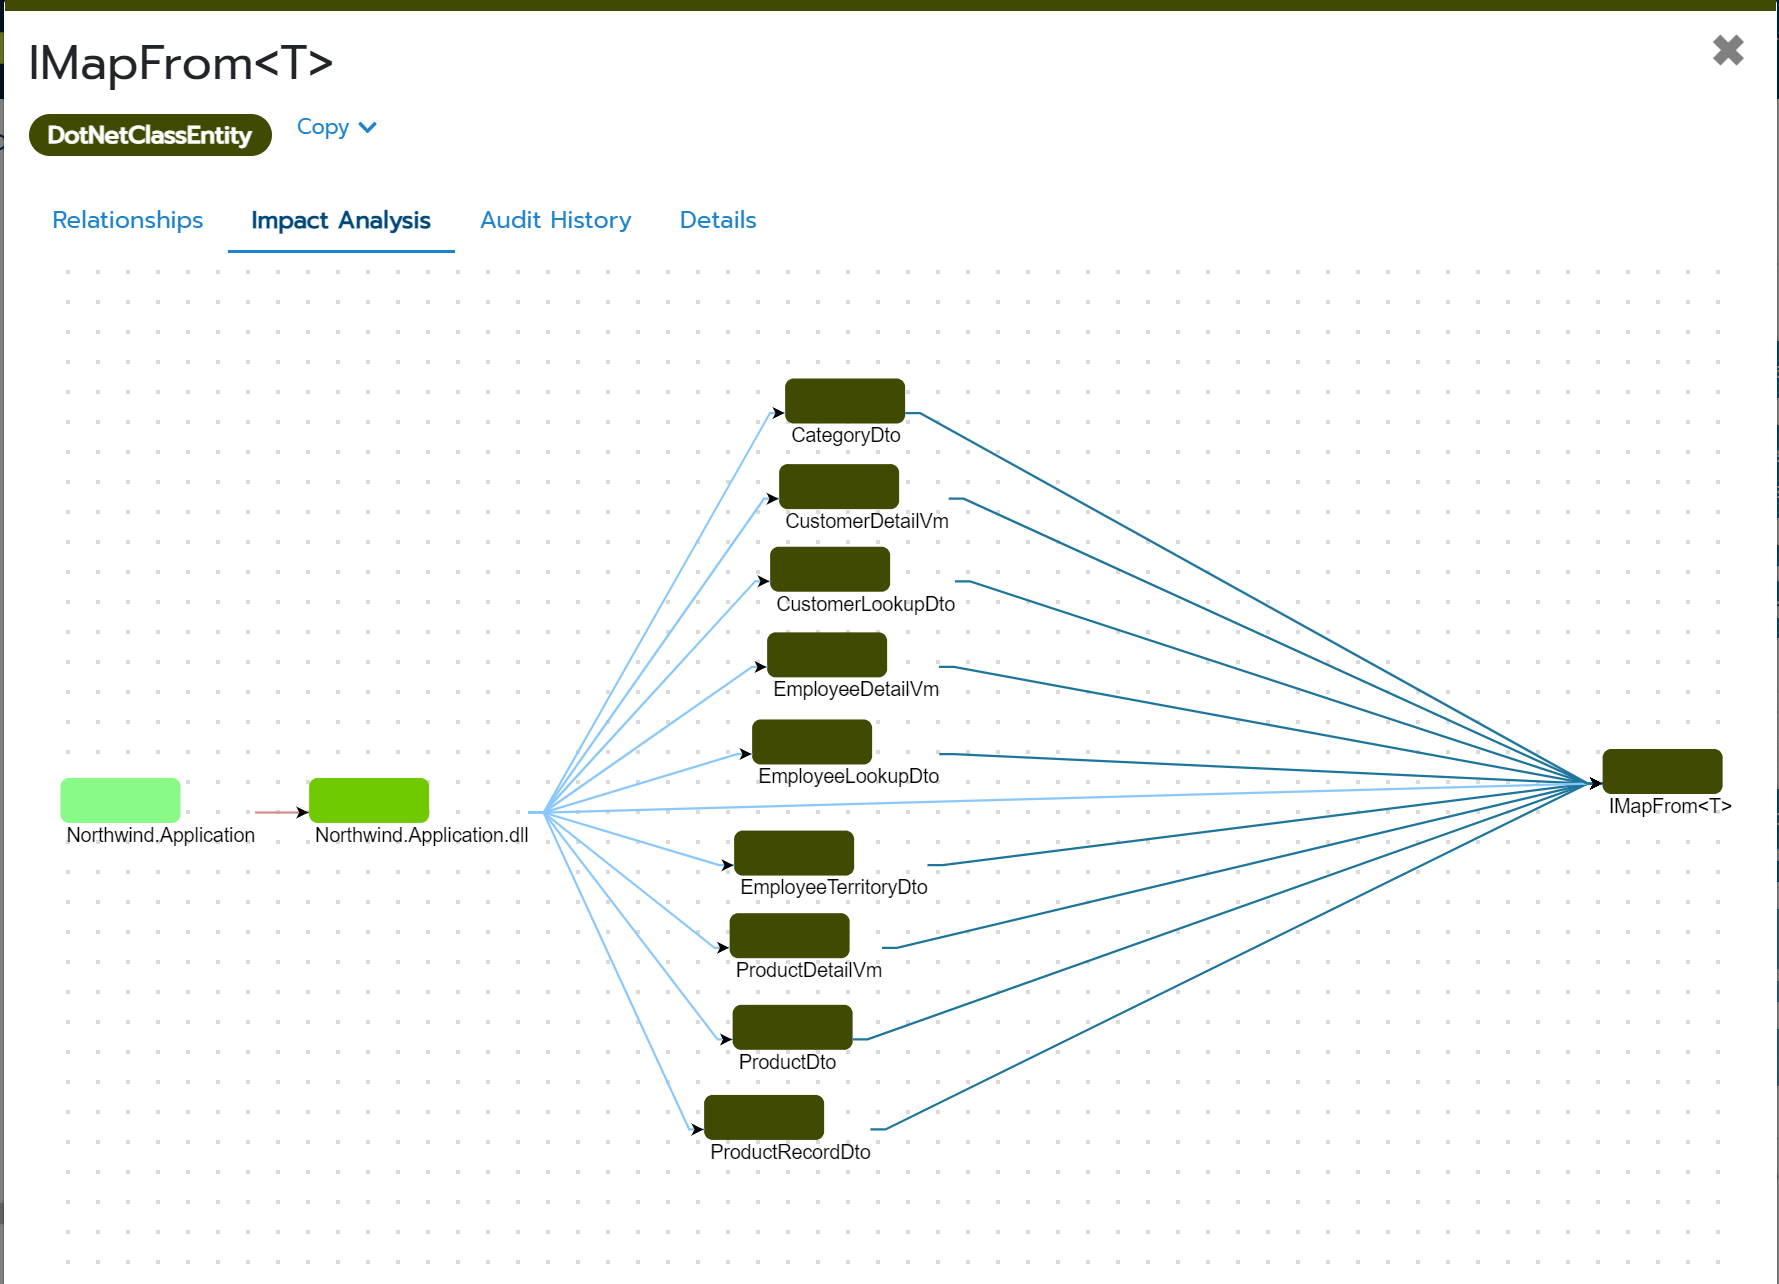 IMapFrom<T>
DotNetClassEntity
Copy
Relationships
Impact Analysis
Audit History
Details
CategoryDto
CustomerDetailVm
CustomerLookupDto
EmployeeDetailVm
EmployeeLookupDto
IMapFrom<T>
Northwind.Application
Northwind.Application.dll
EmployeeTerritoryDto
ProductDetailVm
ProductDto
ProductRecordDto